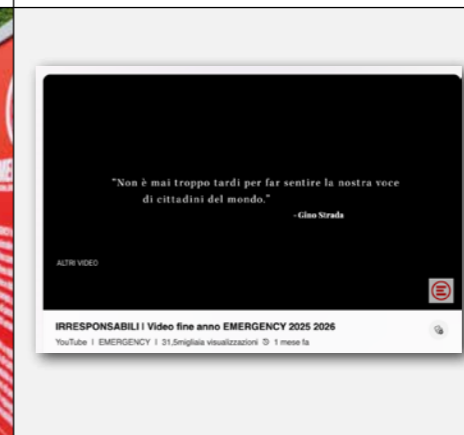 "Non è mai troppo tardi per far sentire la nostra voce
di cittadini del mondo."
- Gino Strada
ALTRI VIDEO
IRRESPONSABILI | Video fine anno EMERGENCY 2025 2026
YouTube | EMERGENCY | 31,5migliaia visualizzazioni 1 mese fa